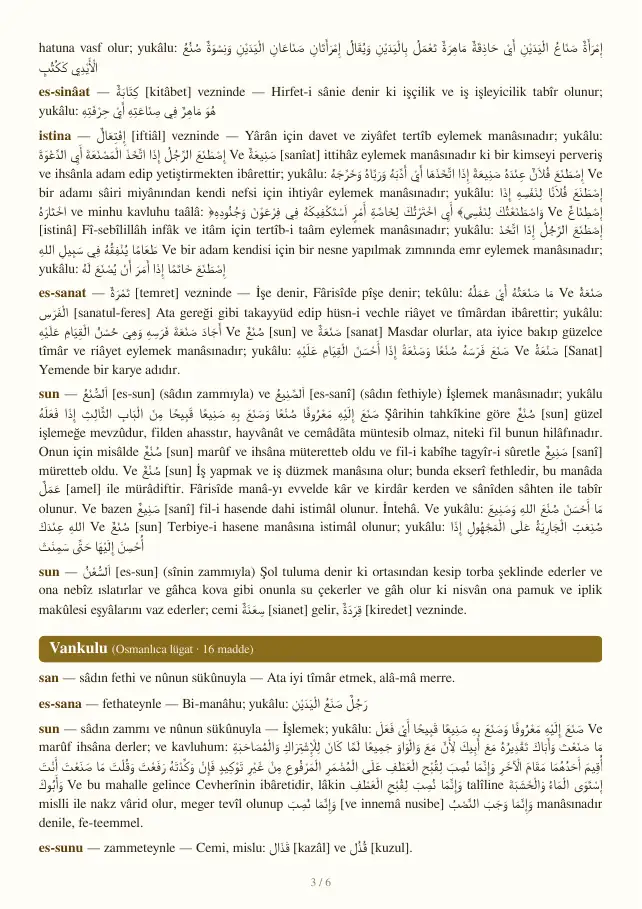 hatuna vasf olur; yukâlu: إِمْرَأَةٌ صَنَاعُ الْيَدَيْنِ أَيْ حَاذِقَةٌ مَاهِرَةٌ تَعْمَلُ بِالْيَدَيْنِ وَيُقَالُ إِمْرَأَتَانِ صَنَاعَانِ الْيَدَيْنِ وَنِسْوَةٌ صُنُعُ
الْأَيْدِي كَكُتُبٍ
es-sinâat — كِتَابَةٌ [kitâbet] vezninde — Hirfet-i sânie denir ki işçilik ve iş işleyicilik tabîr olunur;
yukâlu: هُوَ مَاهِرٌ فِي صِنَاعَتِهِ أَيْ حِرْفَتِهِ
istina — إِفْتِعَالٌ [iftiâl] vezninde — Yârân için davet ve ziyâfet tertîb eylemek manâsınadır; yukâlu:
إِصْطَنَعَ الرَّجُلُ إِذَا اتَّخَذَ الْمَصْنَعَةَ أَيِ الدَّعْوَةَ Ve صَنِيعَةٌ [sanîat] ittihâz eylemek manâsınadır ki bir kimseyi perveriş
ve ihsânla adam edip yetiştirmekten ibârettir; yukâlu: إِصْطَنَعَ فُلاَنٌ عِنْدَهُ صَنِيعَةً إِذَا اتَّخَذَهَا أَيْ أَدَّبَهُ وَرَبَّاهُ وَخَرَّجَهُ Ve
bir adamı sâiri miyânından kendi nefsi için ihtiyâr eylemek manâsınadır; yukâlu: إِصْطَنَعَ فُلاَنًا لِنَفْسِهِ إِذَا
اخْتَارَهُ ve minhu kavluhu taâlâ: ﴿وَاصْطَنَعْتُكَ لِنَفْسِي﴾ أَيِ اخْتَرْتُكَ لِخَاصَّةِ أَمْرٍ اَسْتَكْفِيكَهُ فِي فِرْعَوْنَ وَجُنُودِهِ Ve إِصْطِنَاعٌ
[istinâ] Fî-sebîlillâh infâk ve itâm için tertîb-i taâm eylemek manâsınadır; yukâlu: إِصْطَنَعَ الرَّجُلُ إِذَا اتَّخَذَ
طَعَامًا يُنْفِقُهُ فِي سَبِيلِ اللهِ Ve bir adam kendisi için bir nesne yapılmak zımnında emr eylemek manâsınadır;
yukâlu: إِصْطَنَعَ خَاتَمًا إِذَا أَمَرَ أَنْ يُصْنَعَ لَهُ
es-sanat — تَمْرَةٌ [temret] vezninde — İşe denir, Fârisîde pîşe denir; tekûlu: مَا صَنْعَتُهُ أَيْ عَمَلُهُ Ve صَنْعَةُ
الْفَرَسِ [sanatul-feres] Ata gereği gibi takayyüd edip hüsn-i vechle riâyet ve tîmârdan ibârettir; yukâlu:
أَجَادَ صَنْعَةَ فَرَسِهِ وَهِيَ حُسْنُ الْقِيَامِ عَلَيْهِ Ve صُنْعٌ [sun] ve صَنْعَةٌ [sanat] Masdar olurlar, ata iyice bakıp güzelce
tîmâr ve riâyet eylemek manâsınadır; yukâlu: صَنَعَ فَرَسَهُ صُنْعًا وَصَنْعَةً إِذَا أَحْسَنَ الْقِيَامَ عَلَيْهِ Ve صَنْعَةُ [Sanat]
Yemende bir karye adıdır.
sun — اَلصُّنْعُ [es-sun] (sâdın zammıyla) ve اَلصَّنِيعُ [es-sanî] (sâdın fethiyle) İşlemek manâsınadır; yukâlu
صَنَعَ إِلَيْهِ مَعْرُوفًا صُنْعًا وَصَنَعَ بِهِ صَنِيعًا قَبِيحًا مِنَ الْبَابِ الثَّالِثِ إِذَا فَعَلَهُ Şârihin tahkîkine göre صُنْعٌ [sun] güzel
işlemeğe mevzûdur, filden ahasstır, hayvânât ve cemâdâta müntesib olmaz, niteki fil bunun hilâfınadır.
Onun için misâlde صُنْعٌ [sun] marûf ve ihsâna müteretteb oldu ve fil-i kabîhe tagyîr-i sûretle صَنِيعٌ [sanî]
müretteb oldu. Ve صُنْعٌ [sun] İş yapmak ve iş düzmek manâsına olur; bunda ekserî fethledir, bu manâda
عَمَلٌ [amel] ile mürâdiftir. Fârisîde manâ-yı evvelde kâr ve kirdâr kerden ve sânîden sâhten ile tabîr
olunur. Ve bazen صَنِيعٌ [sanî] fil-i hasende dahi istimâl olunur. İntehâ. Ve yukâlu: مَا أَحْسَنَ صُنْعَ اللهِ وَصَنِيعَ
اللهِ عِنْدَكَ Ve صُنْعٌ [sun] Terbiye-i hasene manâsına istimâl olunur; yukâlu: صُنِعَتِ الْجَارِيَةُ عَلَى الْمَجْهُولِ إِذَا
أُحْسِنَ إِلَيْهَا حَتَّى سَمِنَتْ
sun — اَلسُّعْنُ [es-sun] (sînin zammıyla) Şol tuluma denir ki ortasından kesip torba şeklinde ederler ve
ona nebîz ıslatırlar ve gâhca kova gibi onunla su çekerler ve gâh olur ki nisvân ona pamuk ve iplik
makûlesi eşyâlarını vaz ederler; cemi سِعَنَةٌ [sianet] gelir, قِرَدَةٌ [kiredet] vezninde.
Vankulu (Osmanlıca lügat · 16 madde)
san — sâdın fethi ve nûnun sükûnuyla — Ata iyi tîmâr etmek, alâ-mâ merre.
es-sana — fethateynle — Bi-manâhu; yukâlu: رَجُلٌ صَنَعُ الْيَدَيْنِ
sun — sâdın zammı ve nûnun sükûnuyla — İşlemek; yukâlu: صَنَعَ إِلَيْهِ مَعْرُوفًا وَصَنَعَ بِهِ صَنِيعًا قَبِيحًا أَيْ فَعَلَ Ve
marûf ihsâna derler; ve kavluhum: مَا صَنَعْتَ وَأَبَاكَ تَقْدِيرُهُ مَعَ أَبِيكَ لِأَنَّ مَعَ وَالْوَاوَ جَمِيعًا لَمَّا كَانَ لِلْإِشْتِرَاكِ وَالْمُصَاحَبَةِ
أُقِيمَ أَحَدُهُمَا مَقَامَ الْآخَرِ وَإِنَّمَا نُصِبَ لِقُبْحِ الْعَطْفِ عَلَى الْمُضْمَرِ الْمَرْفُوعِ مِنْ غَيْرِ تَوْكِيدٍ فَإِنْ وَكَّدْتَهُ رَفَعْتَ وَقُلْتَ مَا صَنَعْتَ أَنْتَ
وَأَبُوكَ Ve bu mahalle gelince Cevherînin ibâretidir, lâkin وَإِنَّمَا نُصِبَ لِقُبْحِ الْعَطْفِ talîline إِسْتَوَى الْمَاءُ وَالْخَشَبَةَ
mislli ile nakz vârid olur, meger tevîl olunup وَإِنَّمَا نُصِبَ [ve innemâ nusibe] وَإِنَّمَا وَجَبَ النَّصْبُ manâsınadır
denile, fe-teemmel.
es-sunu — zammeteynle — Cemi, mislu: قَذَالٌ [kazâl] ve قُذُلٌ [kuzul].
3 / 6